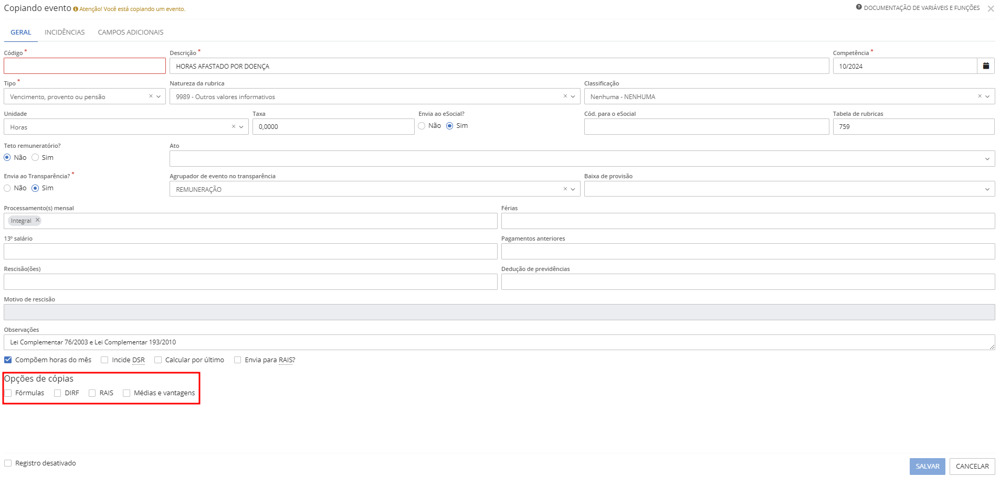 Copiando evento Atenção! Você está copiando um evento. DOCUMENTAÇÃO DE VARIÁVEIS E FUNÇÕES
GERAL INCIDÊNCIAS CAMPOS ADICIONAIS
Código * Descrição * Competência *
HORAS AFASTADO POR DOENÇA 10/2024
Tipo * Natureza da rubrica Classificação
Vencimento, provento ou pensão 9989 - Outros valores informativos Nenhuma - NENHUMA
Unidade Taxa Envia ao eSocial? Cód. para o eSocial Tabela de rubricas
Horas 0,0000 Não Sim 759
Teto remuneratório? Ato
Não Sim
Envia ao Transparência? * Agrupador de evento no transparência Baixa de provisão
Não Sim REMUNERAÇÃO
Processamento(s) mensal Férias
Integral
13º salário Pagamentos anteriores
Rescisão(ões) Dedução de previdências
Motivo de rescisão
Observações
Lei Complementar 76/2003 e Lei Complementar 193/2010
Compõem horas do mês Incide DSR Calcular por último Envia para RAIS?
Opções de cópias
Fórmulas DIRF RAIS Médias e vantagens
Registro desativado SALVAR CANCELAR